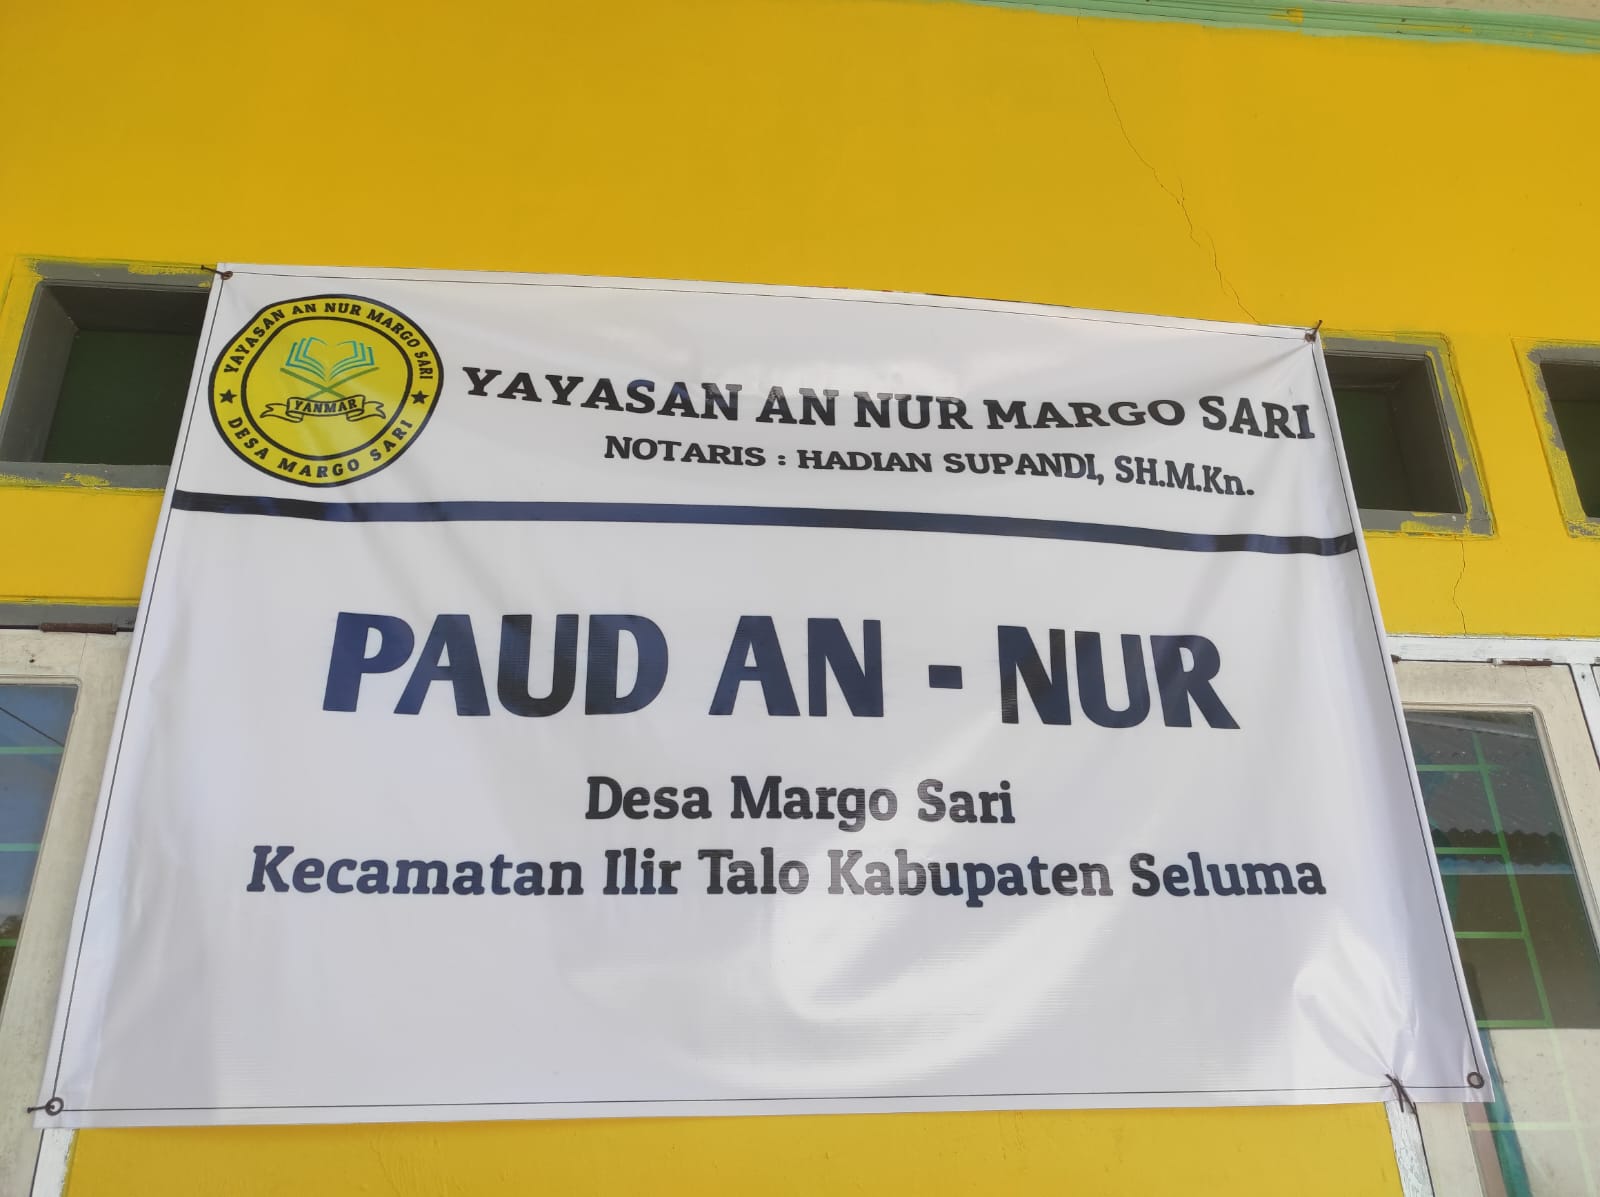 YAYASAN AN NUR MARGO SARI
YANMAR
DESA MARGO SARI
YAYASAN AN NUR MARGO SARI
NOTARIS : HADIAN SUPANDI, SH.M.Kn.
PAUD AN - NUR
Desa Margo Sari
Kecamatan Ilir Talo Kabupaten Seluma